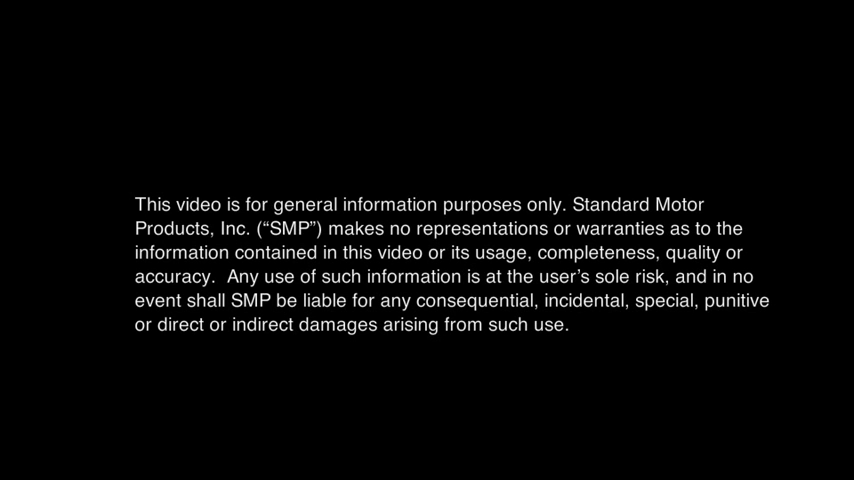 This video is for general information purposes only. Standard Motor
Products, Inc. (“SMP”) makes no representations or warranties as to the
information contained in this video or its usage, completeness, quality or
accuracy.  Any use of such information is at the user’s sole risk, and in no
event shall SMP be liable for any consequential, incidental, special, punitive
or direct or indirect damages arising from such use.